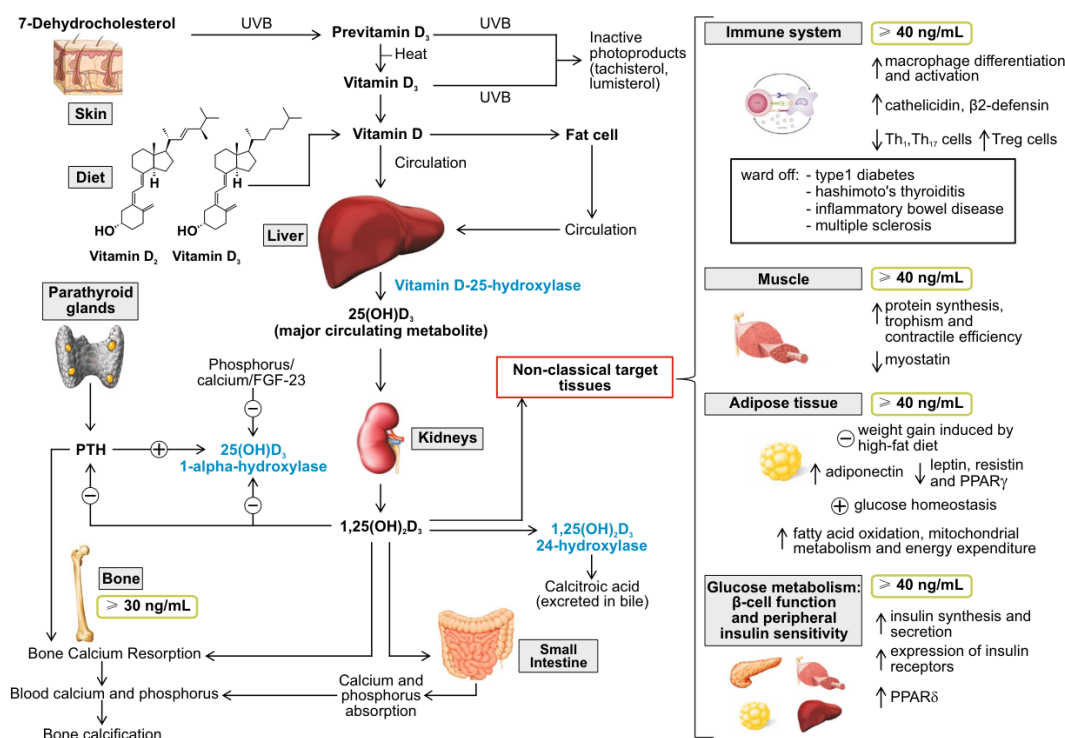 7-Dehydrocholesterol
UVB
Previtamin D₃
UVB
Heat
Inactive
photoproducts
(tachisterol,
lumisterol)
Vitamin D₃
UVB
Skin
Vitamin D
Fat cell
Circulation
Diet
H
H
HO
HO
Vitamin D₂
Vitamin D₃
Liver
Circulation
Vitamin D-25-hydroxylase
25(OH)D₃
(major circulating metabolite)
Parathyroid
glands
Phosphorus/
calcium/FGF-23
−
PTH
+
25(OH)D₃
1-alpha-hydroxylase
Kidneys
Non-classical target
tissues
−
−
1,25(OH)₂D₃
1,25(OH)₂D₃
24-hydroxylase
Calcitroic acid
(excreted in bile)
Bone
⩾ 30 ng/mL
Small
Intestine
Bone Calcium Resorption
Blood calcium and phosphorus
Calcium and
phosphorus
absorption
Bone calcification
Immune system
⩾ 40 ng/mL
↑ macrophage differentiation
and activation
↑ cathelicidin, β2-defensin
↓ Th₁,Th₁₇ cells ↑ Treg cells
ward off: - type1 diabetes
- hashimoto's thyroiditis
- inflammatory bowel disease
- multiple sclerosis
Muscle
⩾ 40 ng/mL
↑ protein synthesis,
trophism and
contractile efficiency
↓ myostatin
Adipose tissue
⩾ 40 ng/mL
− weight gain induced by
high-fat diet
↑ adiponectin
↓ leptin, resistin
and PPARγ
+ glucose homeostasis
↑ fatty acid oxidation, mitochondrial
metabolism and energy expenditure
Glucose metabolism:
β-cell function
and peripheral
insulin sensitivity
⩾ 40 ng/mL
↑ insulin synthesis and
secretion
↑ expression of insulin
receptors
↑ PPARδ